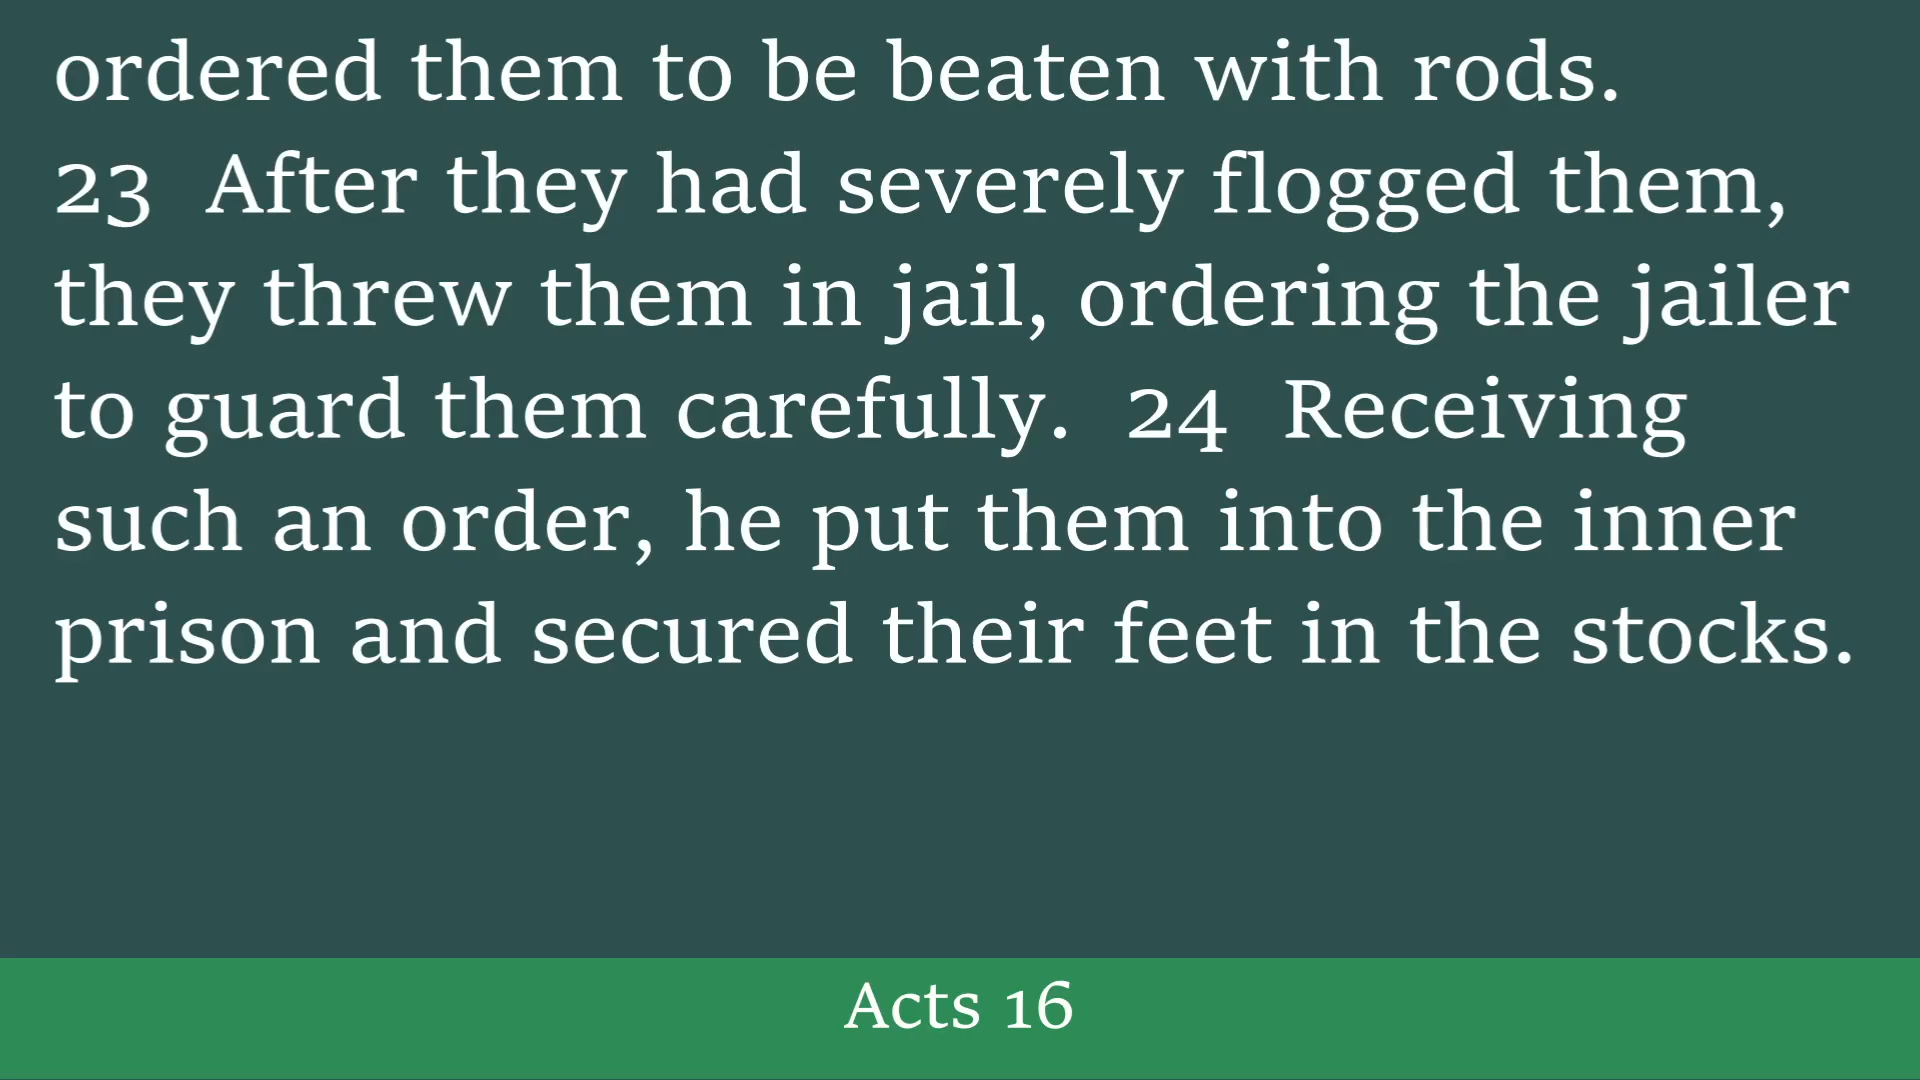 ordered them to be beaten with rods.
23 After they had severely flogged them,
they threw them in jail, ordering the jailer
to guard them carefully. 24 Receiving
such an order, he put them into the inner
prison and secured their feet in the stocks.
Acts 16